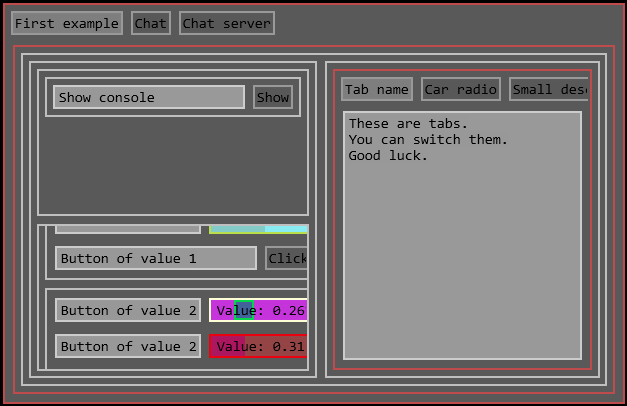 First example Chat Chat server
Show console Show
Button of value 1 Click
Button of value 2 Value: 0.26
Button of value 2 Value: 0.31
Tab name Car radio Small
These are tabs.
You can switch them.
Good luck.